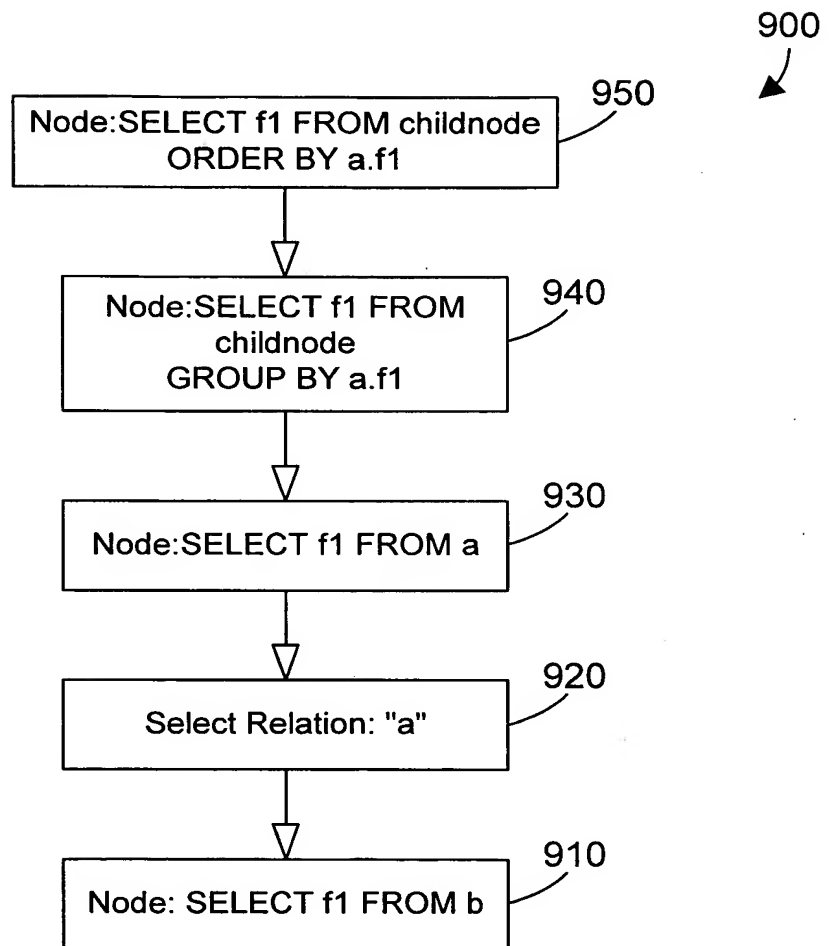 900
950
Node:SELECT f1 FROM childnode
ORDER BY a.f1
940
Node:SELECT f1 FROM
childnode
GROUP BY a.f1
930
Node:SELECT f1 FROM a
920
Select Relation: "a"
910
Node: SELECT f1 FROM b